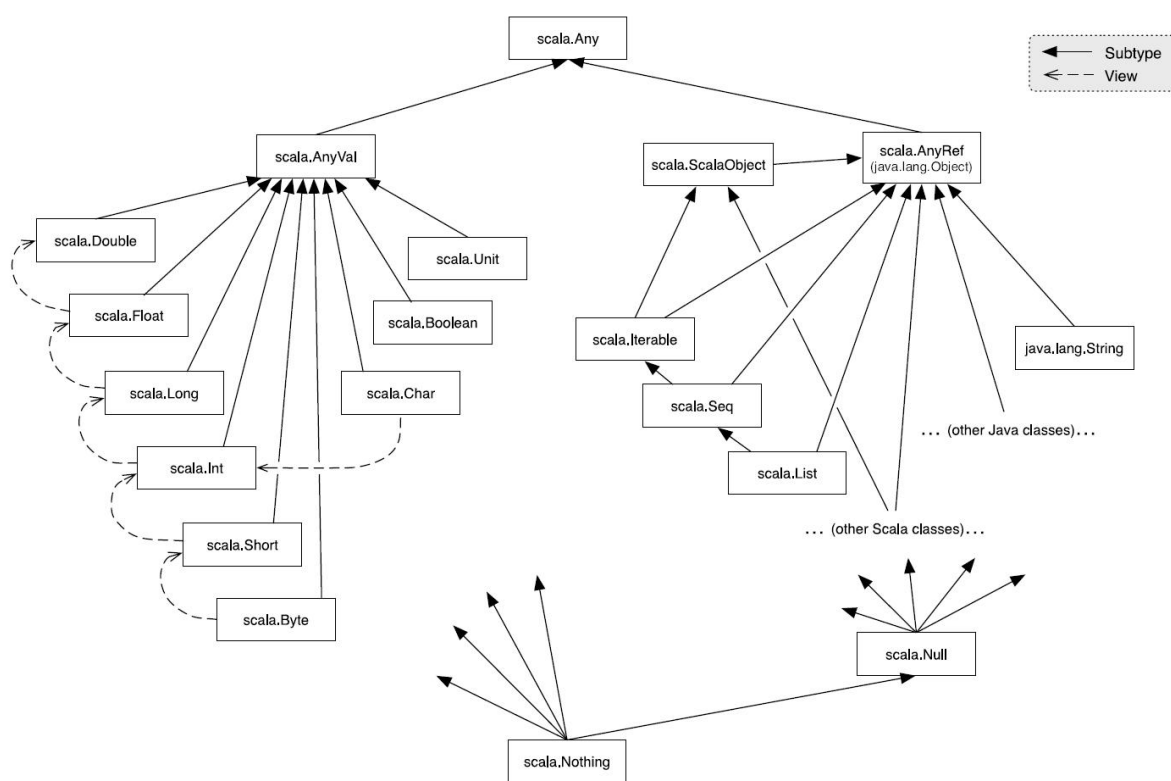 scala.Any
Subtype
View
scala.AnyVal
scala.ScalaObject
scala.AnyRef
(java.lang.Object)
scala.Double
scala.Unit
scala.Float
scala.Boolean
scala.Iterable
java.lang.String
scala.Long
scala.Char
scala.Seq
... (other Java classes)...
scala.Int
scala.List
scala.Short
... (other Scala classes)...
scala.Byte
scala.Null
scala.Nothing